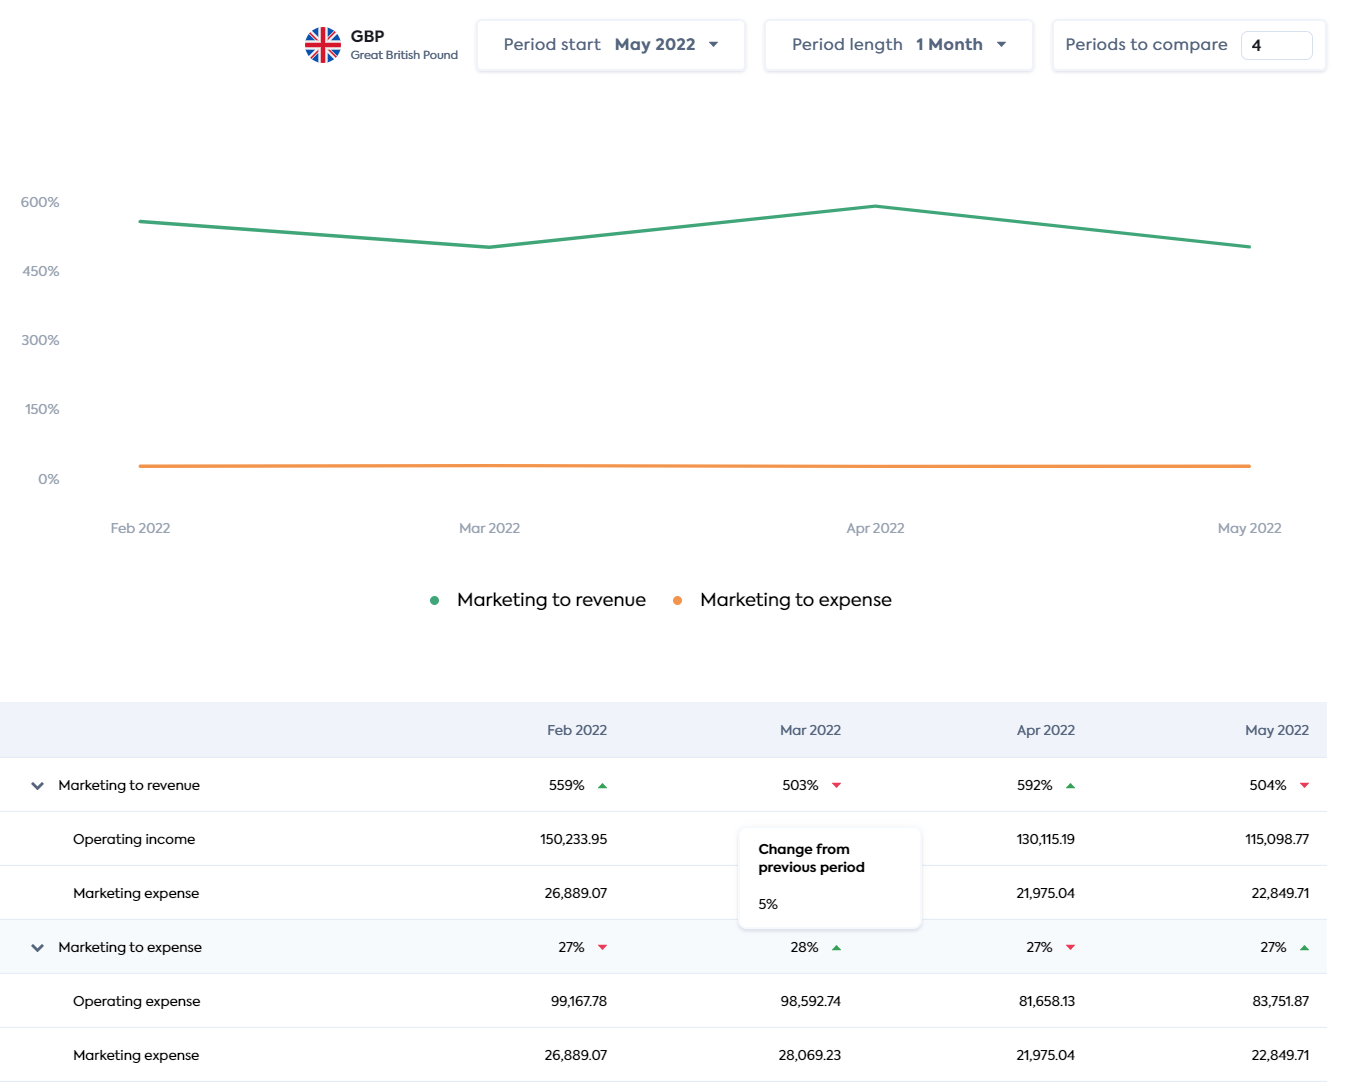 GBP
Great British Pound
Period start May 2022
Period length 1 Month
Periods to compare 4
600%
450%
300%
150%
0%
Feb 2022 Mar 2022 Apr 2022 May 2022
Marketing to revenue Marketing to expense
Feb 2022 Mar 2022 Apr 2022 May 2022
Marketing to revenue 559% 503% 592% 504%
Operating income 150,233.95 130,115.19 115,098.77
Change from
previous period
5%
Marketing expense 26,889.07 21,975.04 22,849.71
Marketing to expense 27% 28% 27% 27%
Operating expense 99,167.78 98,592.74 81,658.13 83,751.87
Marketing expense 26,889.07 28,069.23 21,975.04 22,849.71